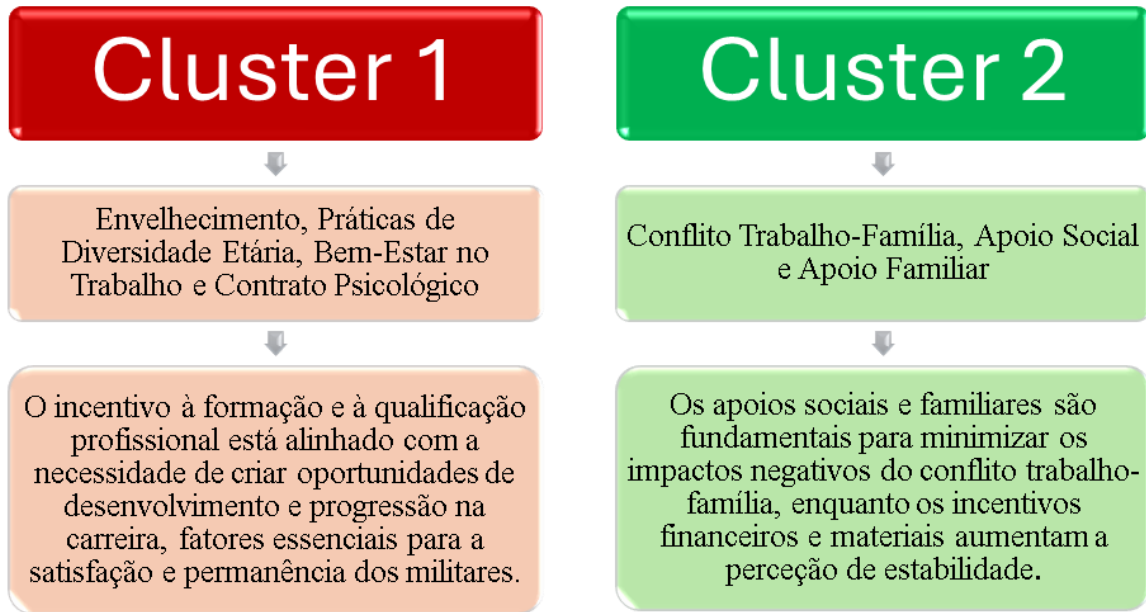 Cluster 1
Envelhecimento, Práticas de
Diversidade Etária, Bem-Estar no
Trabalho e Contrato Psicológico
O incentivo à formação e à qualificação
profissional está alinhado com a
necessidade de criar oportunidades de
desenvolvimento e progressão na
carreira, fatores essenciais para a
satisfação e permanência dos militares.
Cluster 2
Conflito Trabalho-Família, Apoio Social
e Apoio Familiar
Os apoios sociais e familiares são
fundamentais para minimizar os
impactos negativos do conflito trabalho-
família, enquanto os incentivos
financeiros e materiais aumentam a
perceção de estabilidade.